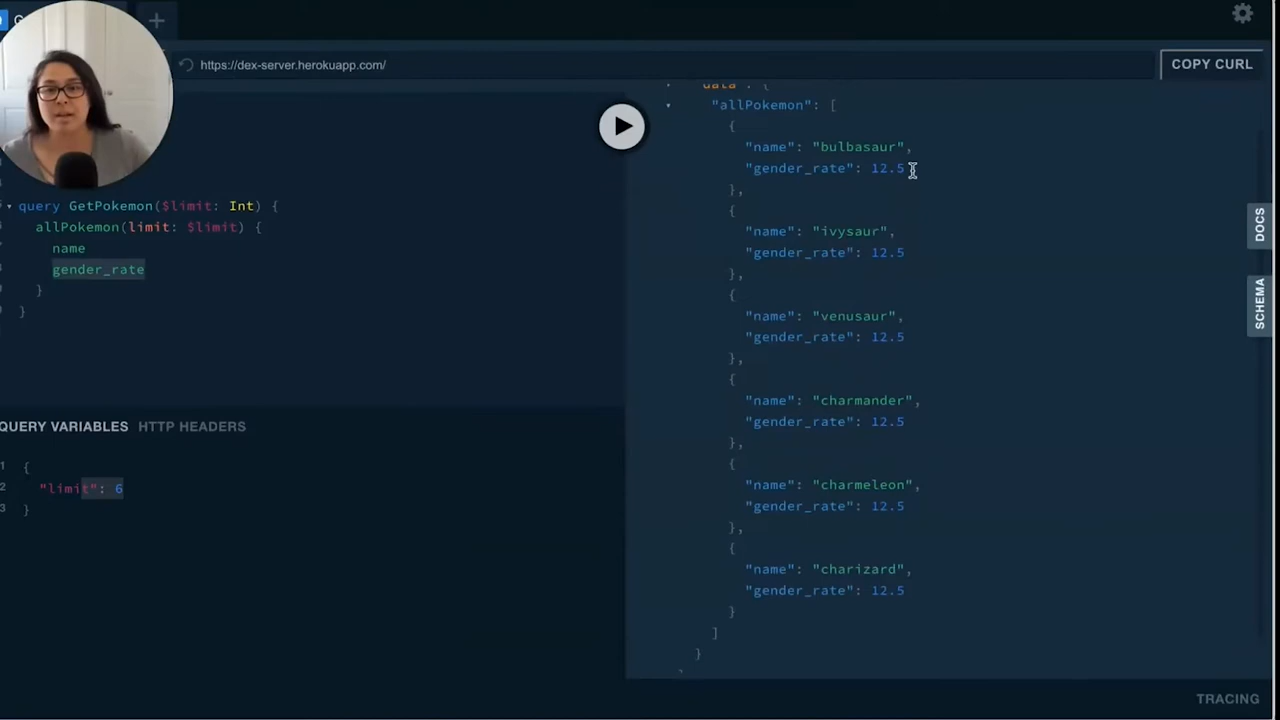 G
+
https://dex-server.herokuapp.com/
COPY CURL
query GetPokemon($limit: Int) {
allPokemon(limit: $limit) {
name
gender_rate
}
}
QUERY VARIABLES HTTP HEADERS
1 {
2 "limit": 6
3 }
data": {
"allPokemon": [
{
"name": "bulbasaur",
"gender_rate": 12.5
},
{
"name": "ivysaur",
"gender_rate": 12.5
},
{
"name": "venusaur",
"gender_rate": 12.5
},
{
"name": "charmander",
"gender_rate": 12.5
},
{
"name": "charmeleon",
"gender_rate": 12.5
},
{
"name": "charizard",
"gender_rate": 12.5
}
]
}
DOCS
SCHEMA
TRACING